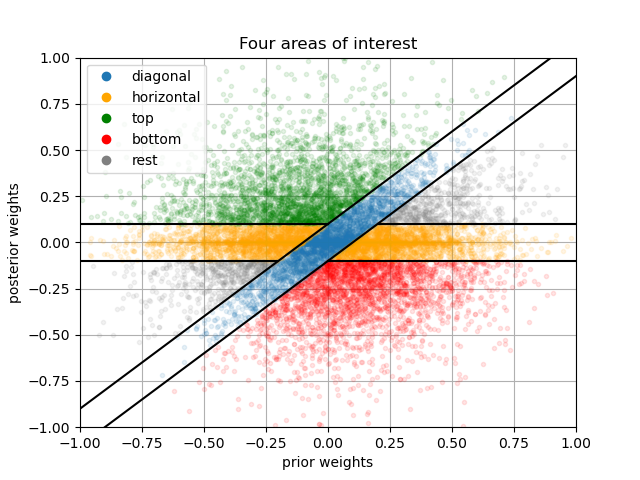 Four areas of interest
1.00
0.75
0.50
0.25
0.00
−0.25
−0.50
−0.75
−1.00
posterior weights
diagonal
horizontal
top
bottom
rest
−1.00 −0.75 −0.50 −0.25 0.00 0.25 0.50 0.75 1.00
prior weights